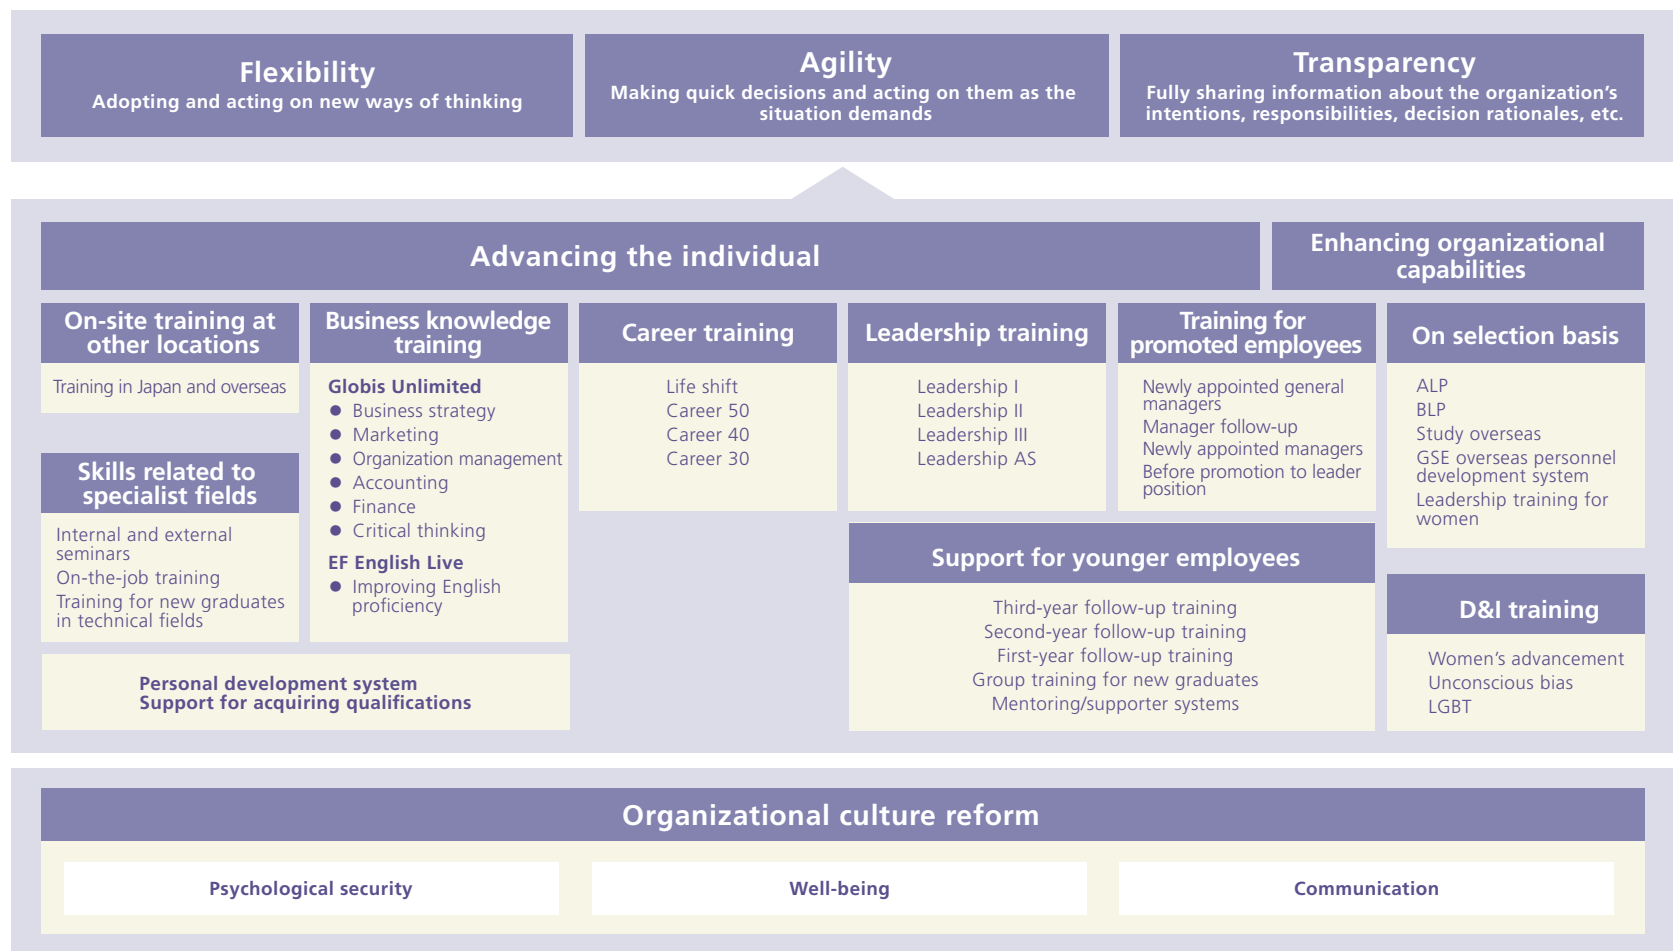 Flexibility
Adopting and acting on new ways of thinking
Agility
Making quick decisions and acting on them as the
situation demands
Transparency
Fully sharing information about the organization’s
intentions, responsibilities, decision rationales, etc.
Advancing the individual
Enhancing organizational
capabilities
On-site training at
other locations
Training in Japan and overseas
Skills related to
specialist fields
Internal and external
seminars
On-the-job training
Training for new graduates
in technical fields
Business knowledge
training
Globis Unlimited
● Business strategy
● Marketing
● Organization management
● Accounting
● Finance
● Critical thinking
EF English Live
● Improving English
proficiency
Personal development system
Support for acquiring qualifications
Career training
Life shift
Career 50
Career 40
Career 30
Leadership training
Leadership I
Leadership II
Leadership III
Leadership AS
Training for
promoted employees
Newly appointed general
managers
Manager follow-up
Newly appointed managers
Before promotion to leader
position
Support for younger employees
Third-year follow-up training
Second-year follow-up training
First-year follow-up training
Group training for new graduates
Mentoring/supporter systems
On selection basis
ALP
BLP
Study overseas
GSE overseas personnel
development system
Leadership training for
women
D&I training
Women’s advancement
Unconscious bias
LGBT
Organizational culture reform
Psychological security
Well-being
Communication